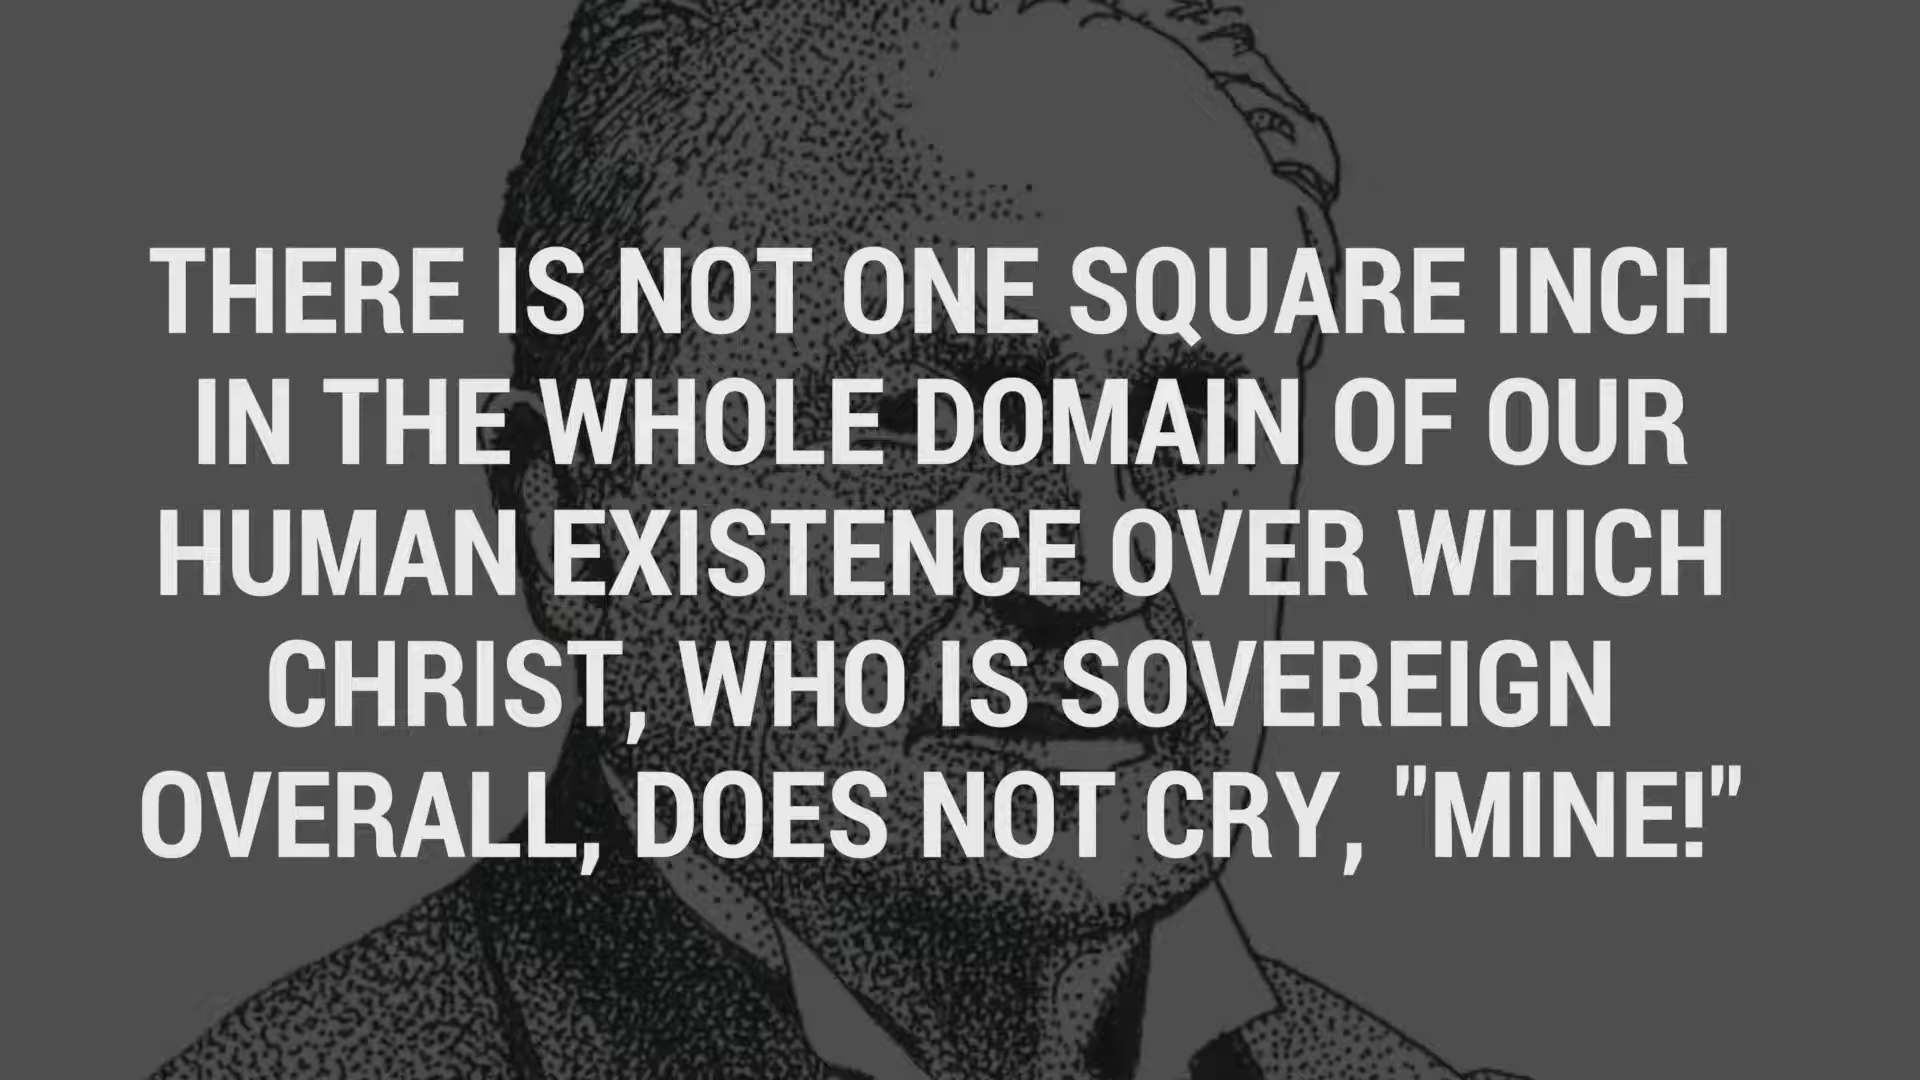 THERE IS NOT ONE SQUARE INCH
IN THE WHOLE DOMAIN OF OUR
HUMAN EXISTENCE OVER WHICH
CHRIST, WHO IS SOVEREIGN
OVERALL, DOES NOT CRY, "MINE!"